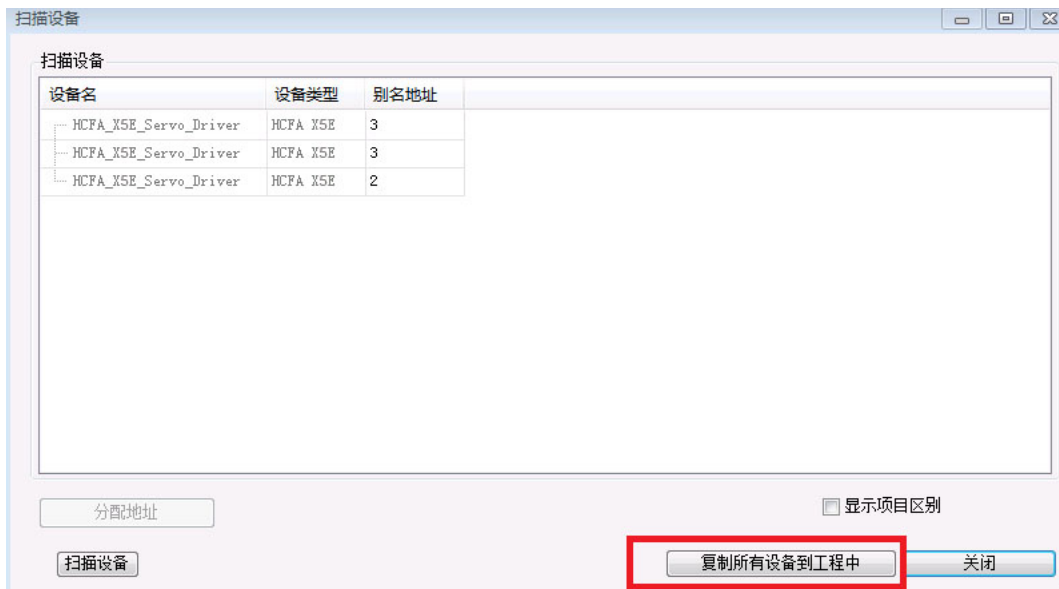 扫描设备
扫描设备
设备名 设备类型 别名地址
HCFA_X5E_Servo_Driver HCFA X5E 3
HCFA_X5E_Servo_Driver HCFA X5E 3
HCFA_X5E_Servo_Driver HCFA X5E 2
分配地址 显示项目区别
扫描设备 复制所有设备到工程中 关闭